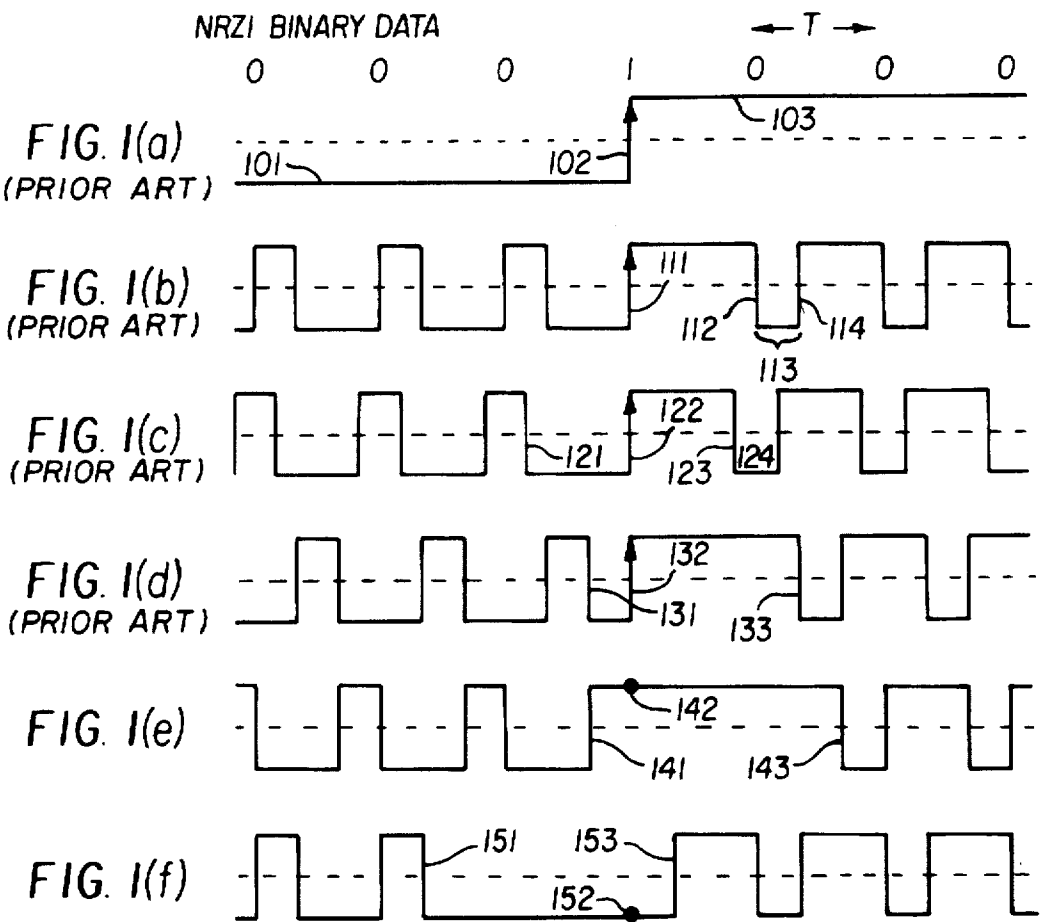 NRZI BINARY DATA
← T →
0 0 0 1 0 0 0
FIG. 1(a)
(PRIOR ART)
101
102
103
FIG. 1(b)
(PRIOR ART)
111
112
114
113
FIG. 1(c)
(PRIOR ART)
121
122
123
124
FIG. 1(d)
(PRIOR ART)
131
132
133
FIG. 1(e)
142
141
143
FIG. 1(f)
151
153
152